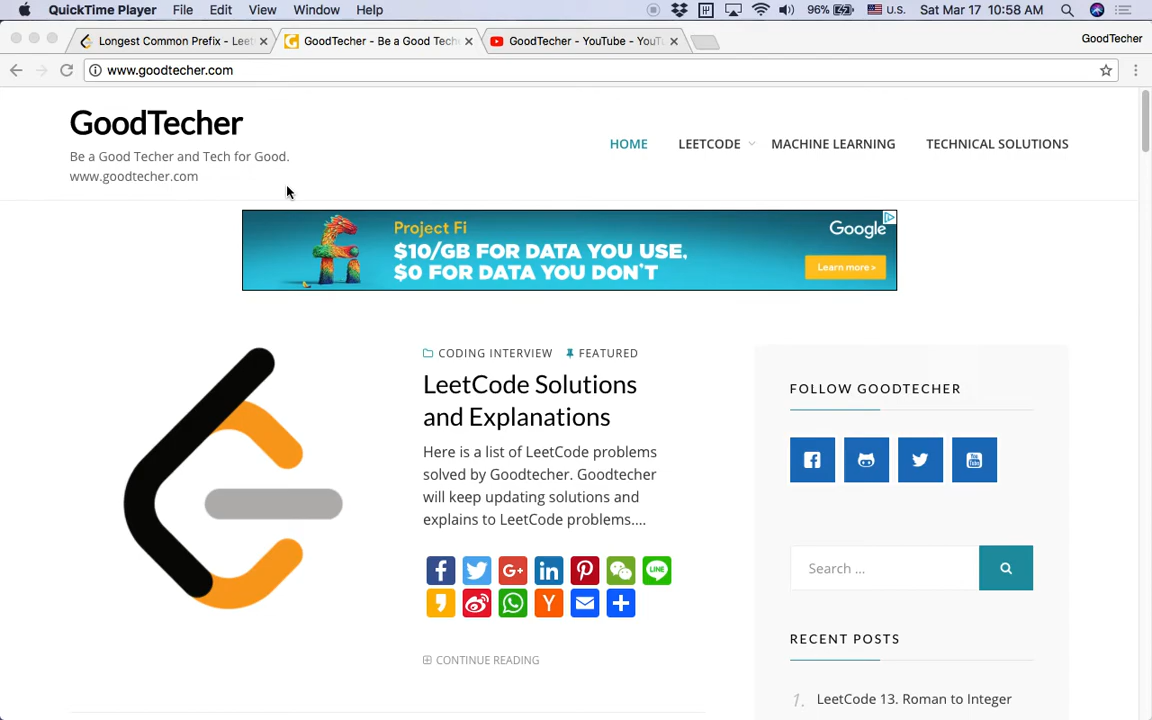 QuickTime Player File Edit View Window Help 96% U.S. Sat Mar 17 10:58 AM
Longest Common Prefix - Leet GoodTecher - Be a Good Tech GoodTecher - YouTube - YouTu GoodTecher
www.goodtecher.com
GoodTecher
Be a Good Techer and Tech for Good.
www.goodtecher.com
HOME LEETCODE MACHINE LEARNING TECHNICAL SOLUTIONS
Project Fi
$10/GB FOR DATA YOU USE,
$0 FOR DATA YOU DON'T
Google
Learn more >
CODING INTERVIEW FEATURED
LeetCode Solutions
and Explanations
Here is a list of LeetCode problems
solved by Goodtecher. Goodtecher
will keep updating solutions and
explains to LeetCode problems....
CONTINUE READING
FOLLOW GOODTECHER
Search ...
RECENT POSTS
1. LeetCode 13. Roman to Integer